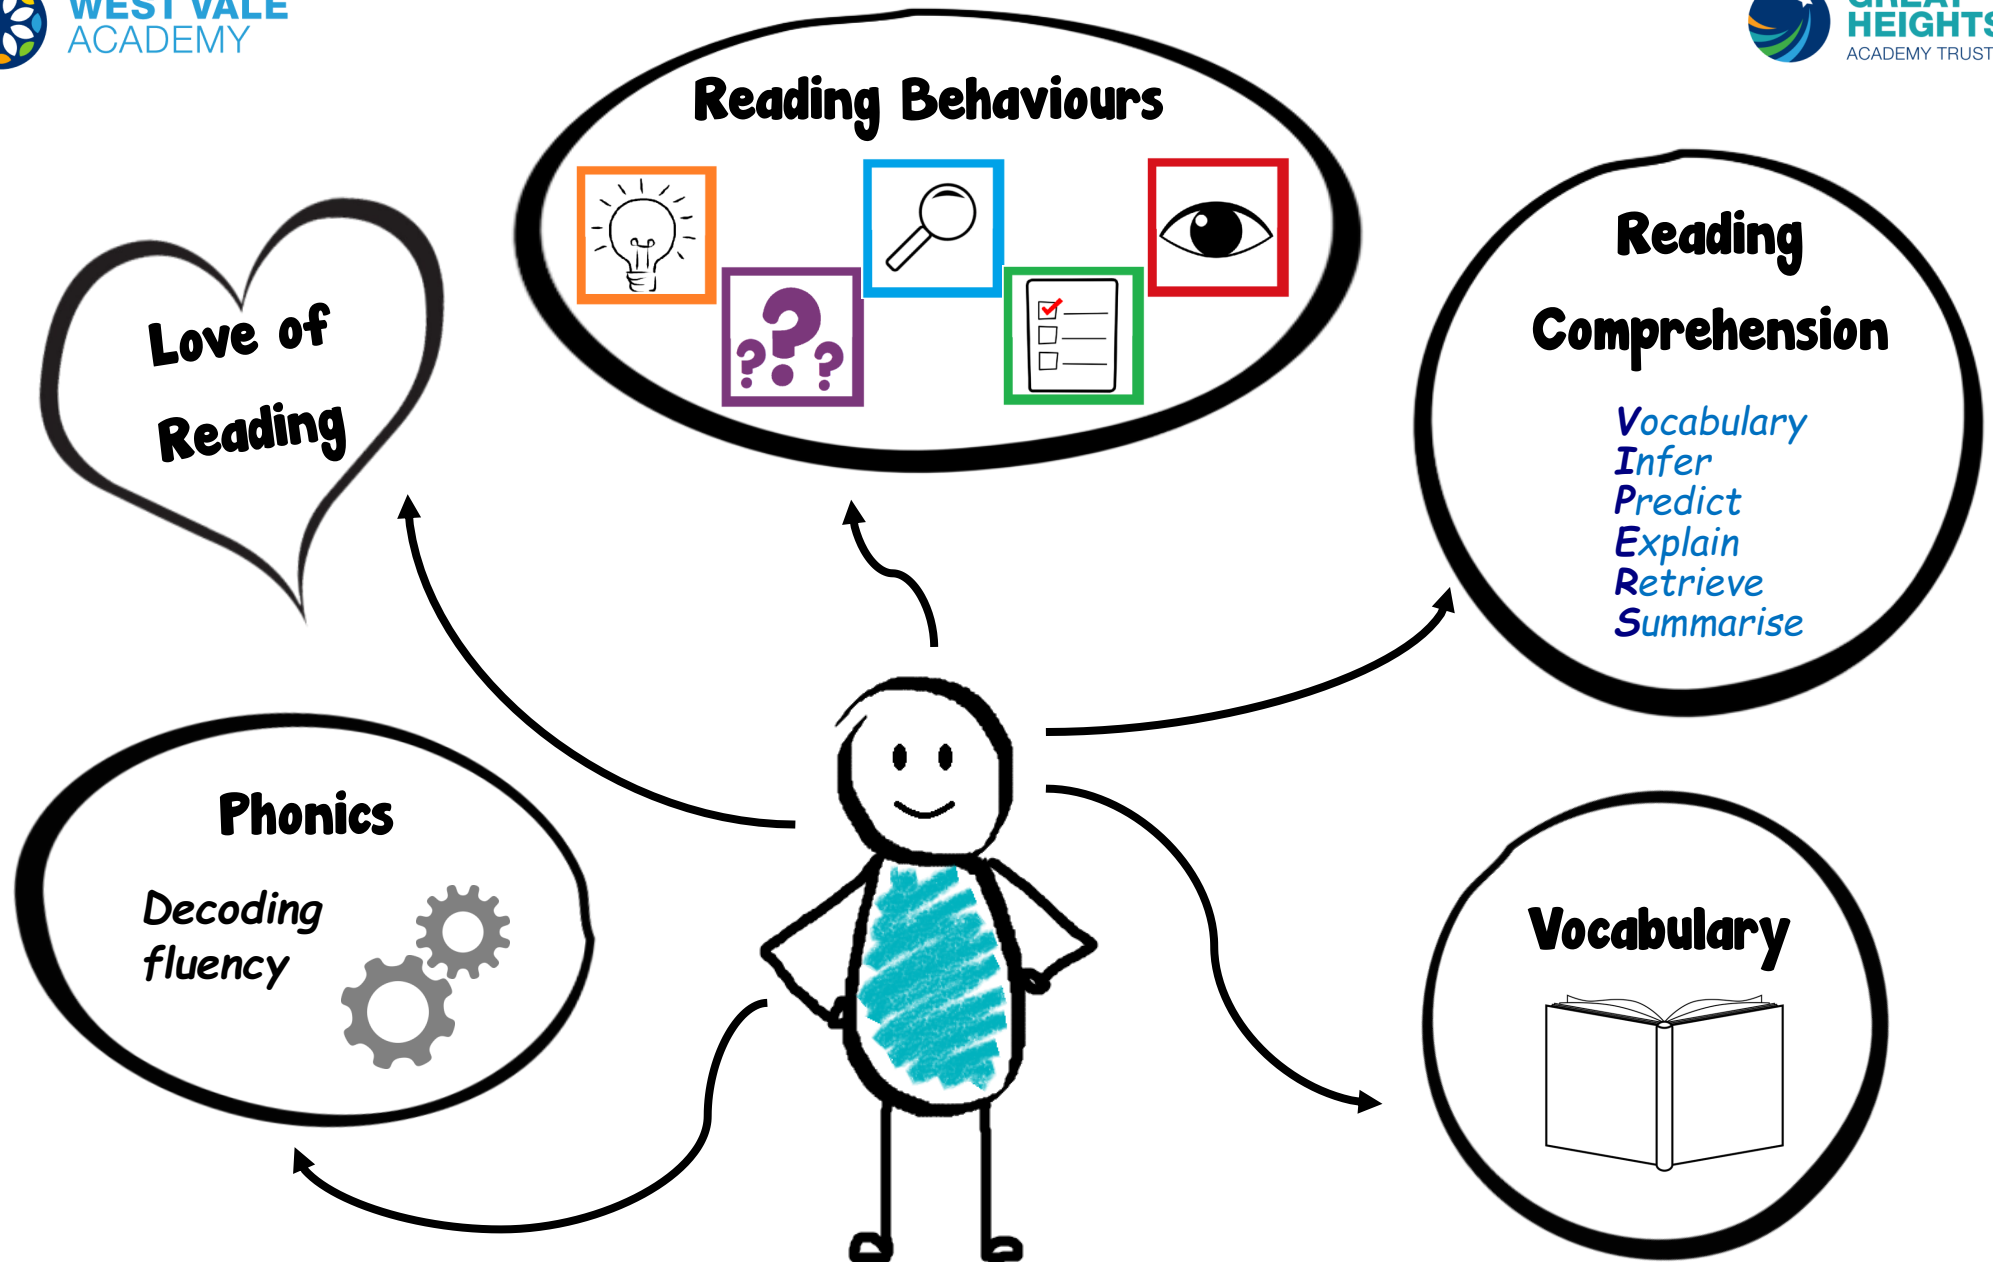 WEST VALE
ACADEMY
GREAT
HEIGHTS
ACADEMY TRUST
Reading Behaviours
? ? ?
Love of
Reading
Reading
Comprehension
Vocabulary
Infer
Predict
Explain
Retrieve
Summarise
Phonics
Decoding
fluency
Vocabulary